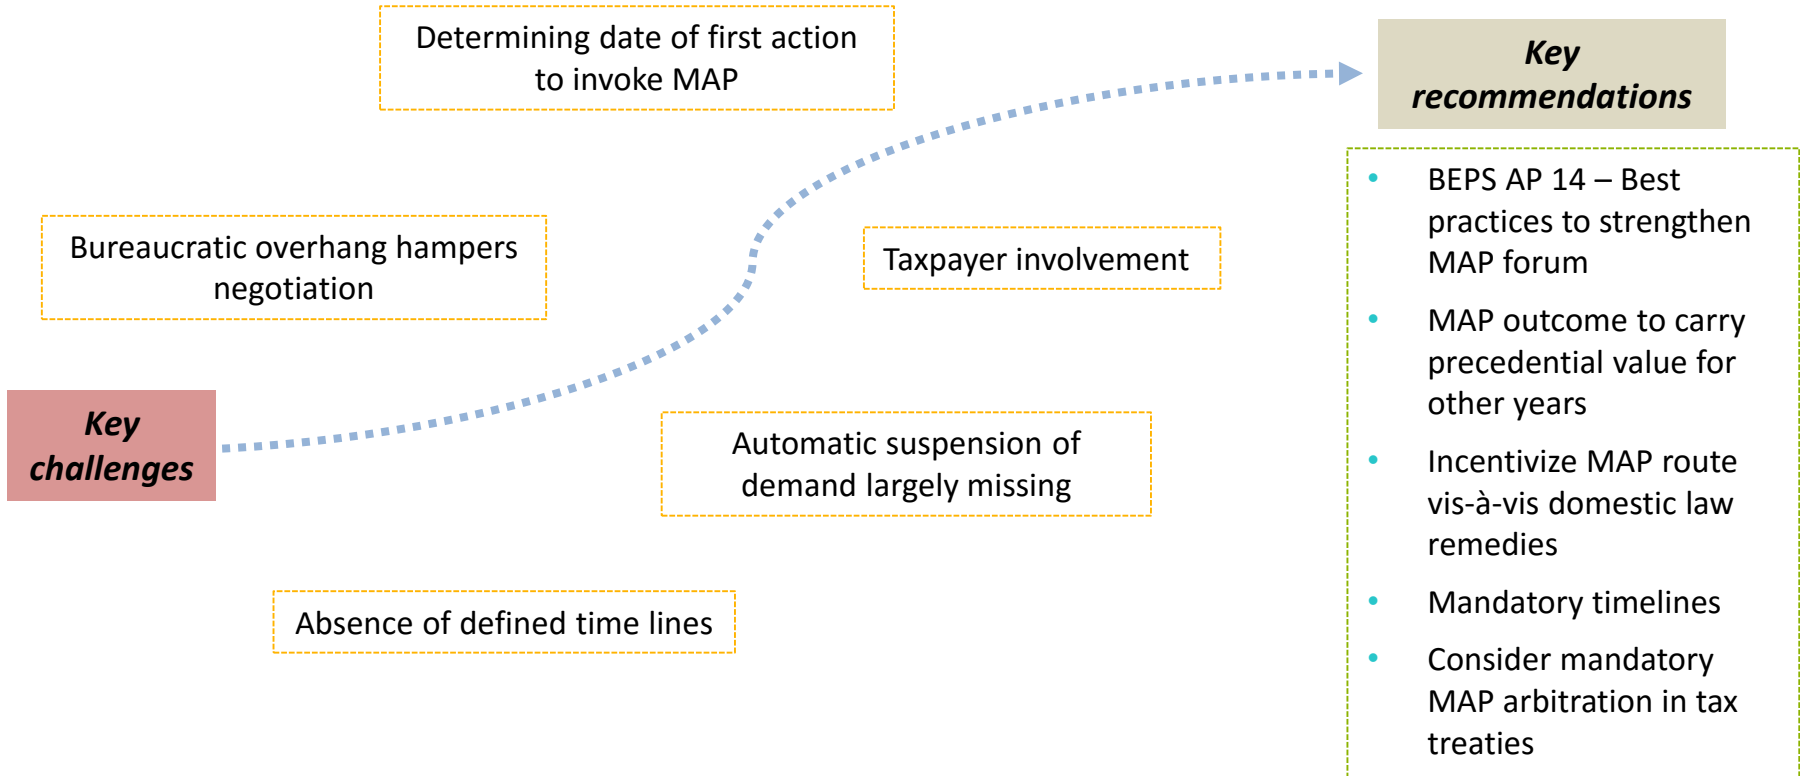 Determining date of first action
to invoke MAP
Key
recommendations
Bureaucratic overhang hampers
negotiation
Taxpayer involvement
Key
challenges
Automatic suspension of
demand largely missing
Absence of defined time lines
• BEPS AP 14 – Best
practices to strengthen
MAP forum
• MAP outcome to carry
precedential value for
other years
• Incentivize MAP route
vis-à-vis domestic law
remedies
• Mandatory timelines
• Consider mandatory
MAP arbitration in tax
treaties